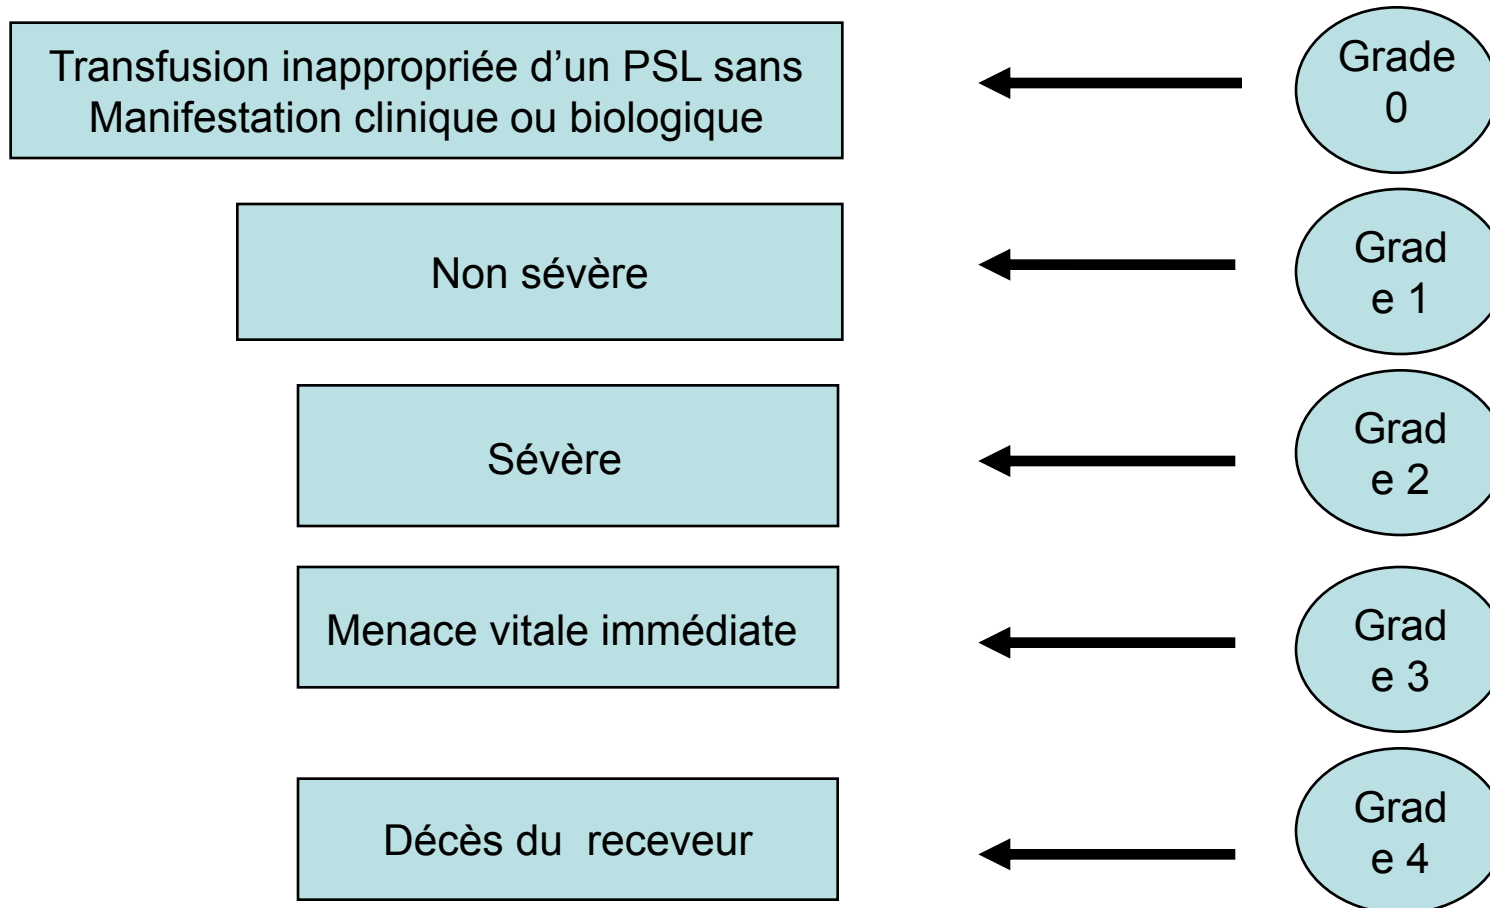 Transfusion inappropriée d’un PSL sans
Manifestation clinique ou biologique
Grade
0
Non sévère
Grad
e 1
Sévère
Grad
e 2
Menace vitale immédiate
Grad
e 3
Décès du  receveur
Grad
e 4